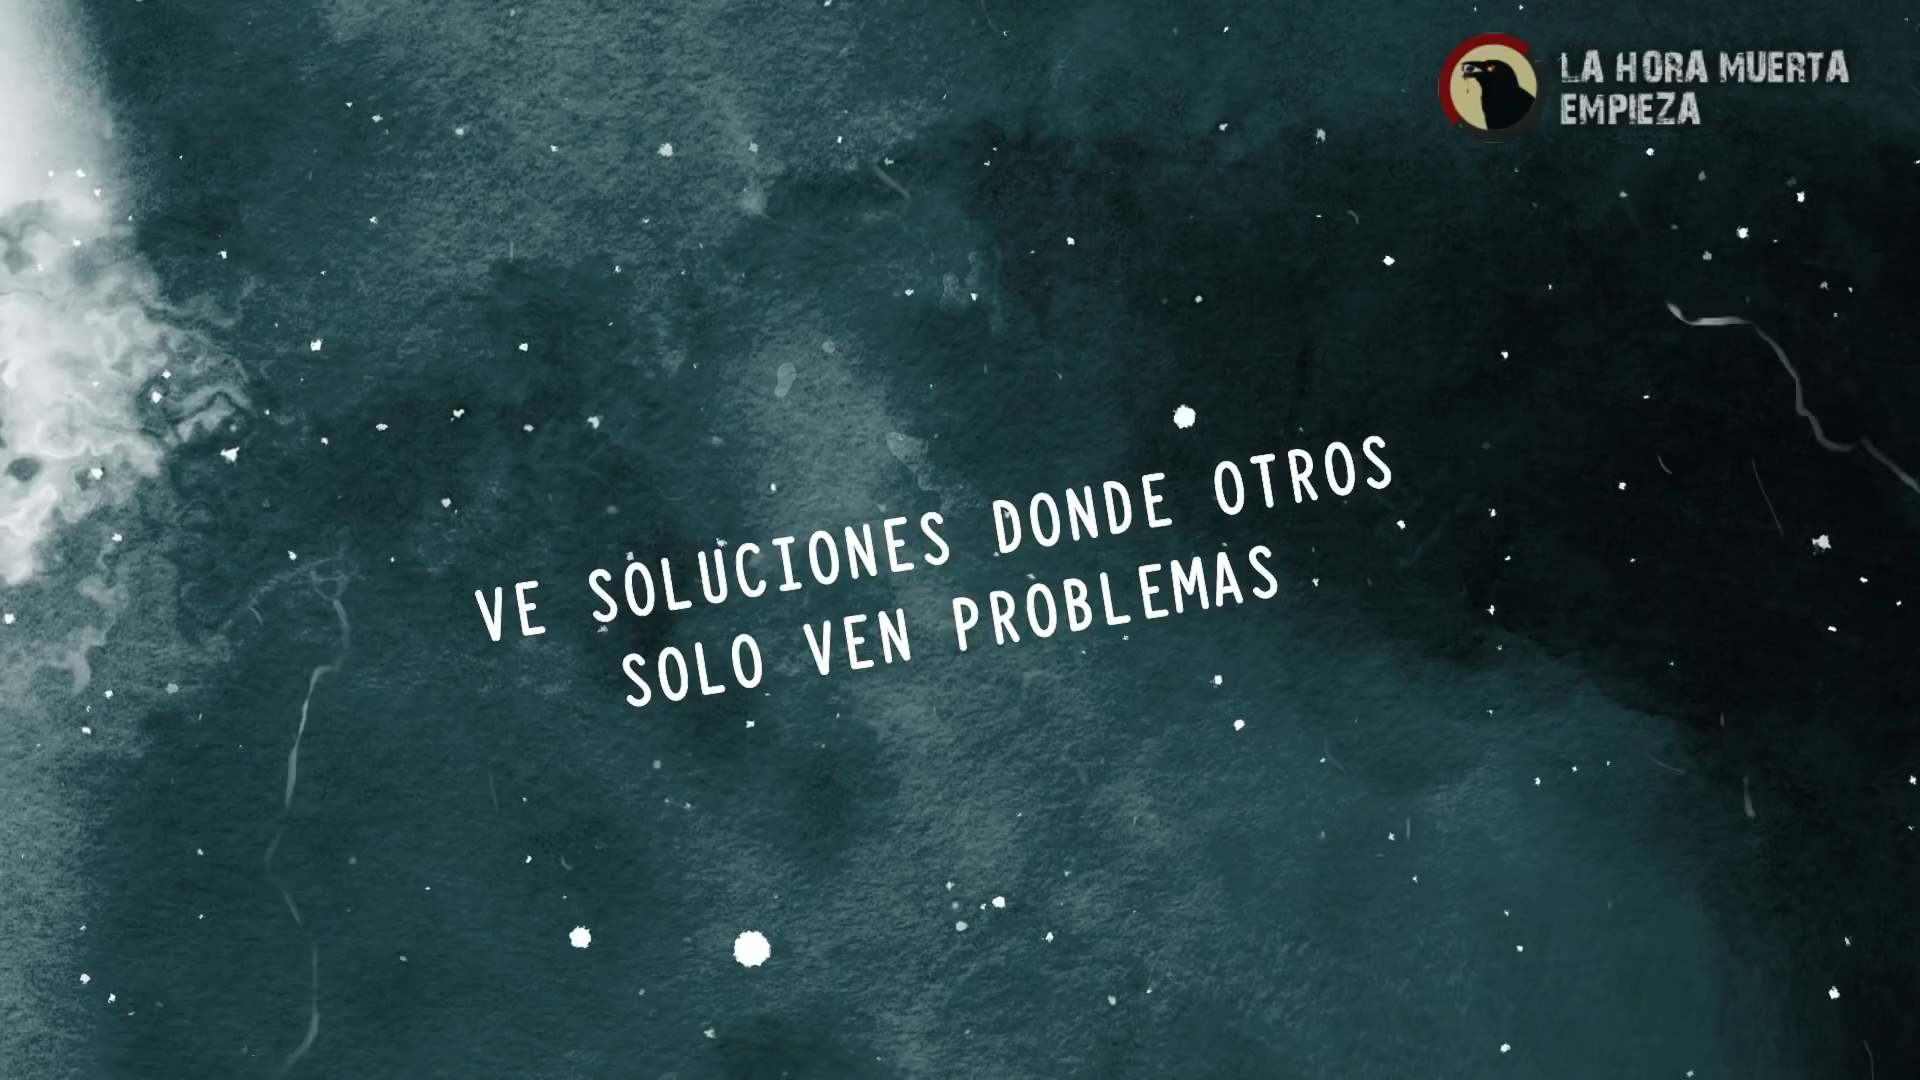 LA HORA MUERTA
EMPIEZA
VE SOLUCIONES DONDE OTROS
SOLO VEN PROBLEMAS